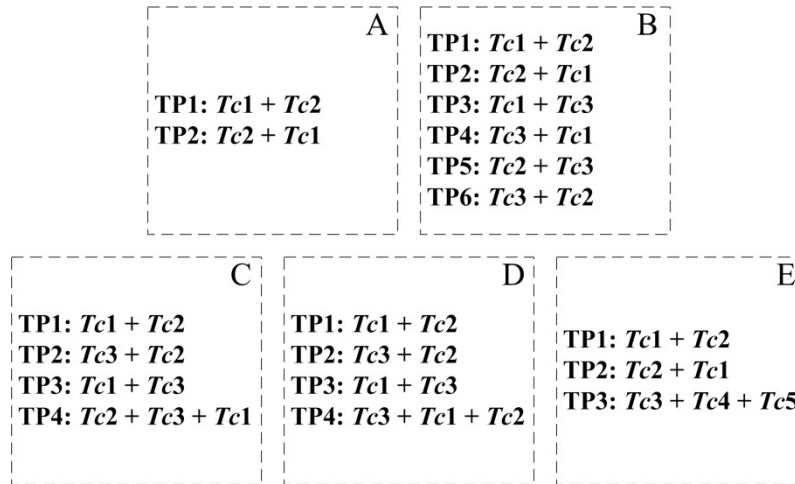 A
TP1: Tc1 + Tc2
TP2: Tc2 + Tc1
B
TP1: Tc1 + Tc2
TP2: Tc2 + Tc1
TP3: Tc1 + Tc3
TP4: Tc3 + Tc1
TP5: Tc2 + Tc3
TP6: Tc3 + Tc2
C
TP1: Tc1 + Tc2
TP2: Tc3 + Tc2
TP3: Tc1 + Tc3
TP4: Tc2 + Tc3 + Tc1
D
TP1: Tc1 + Tc2
TP2: Tc3 + Tc2
TP3: Tc1 + Tc3
TP4: Tc3 + Tc1 + Tc2
E
TP1: Tc1 + Tc2
TP2: Tc2 + Tc1
TP3: Tc3 + Tc4 + Tc5